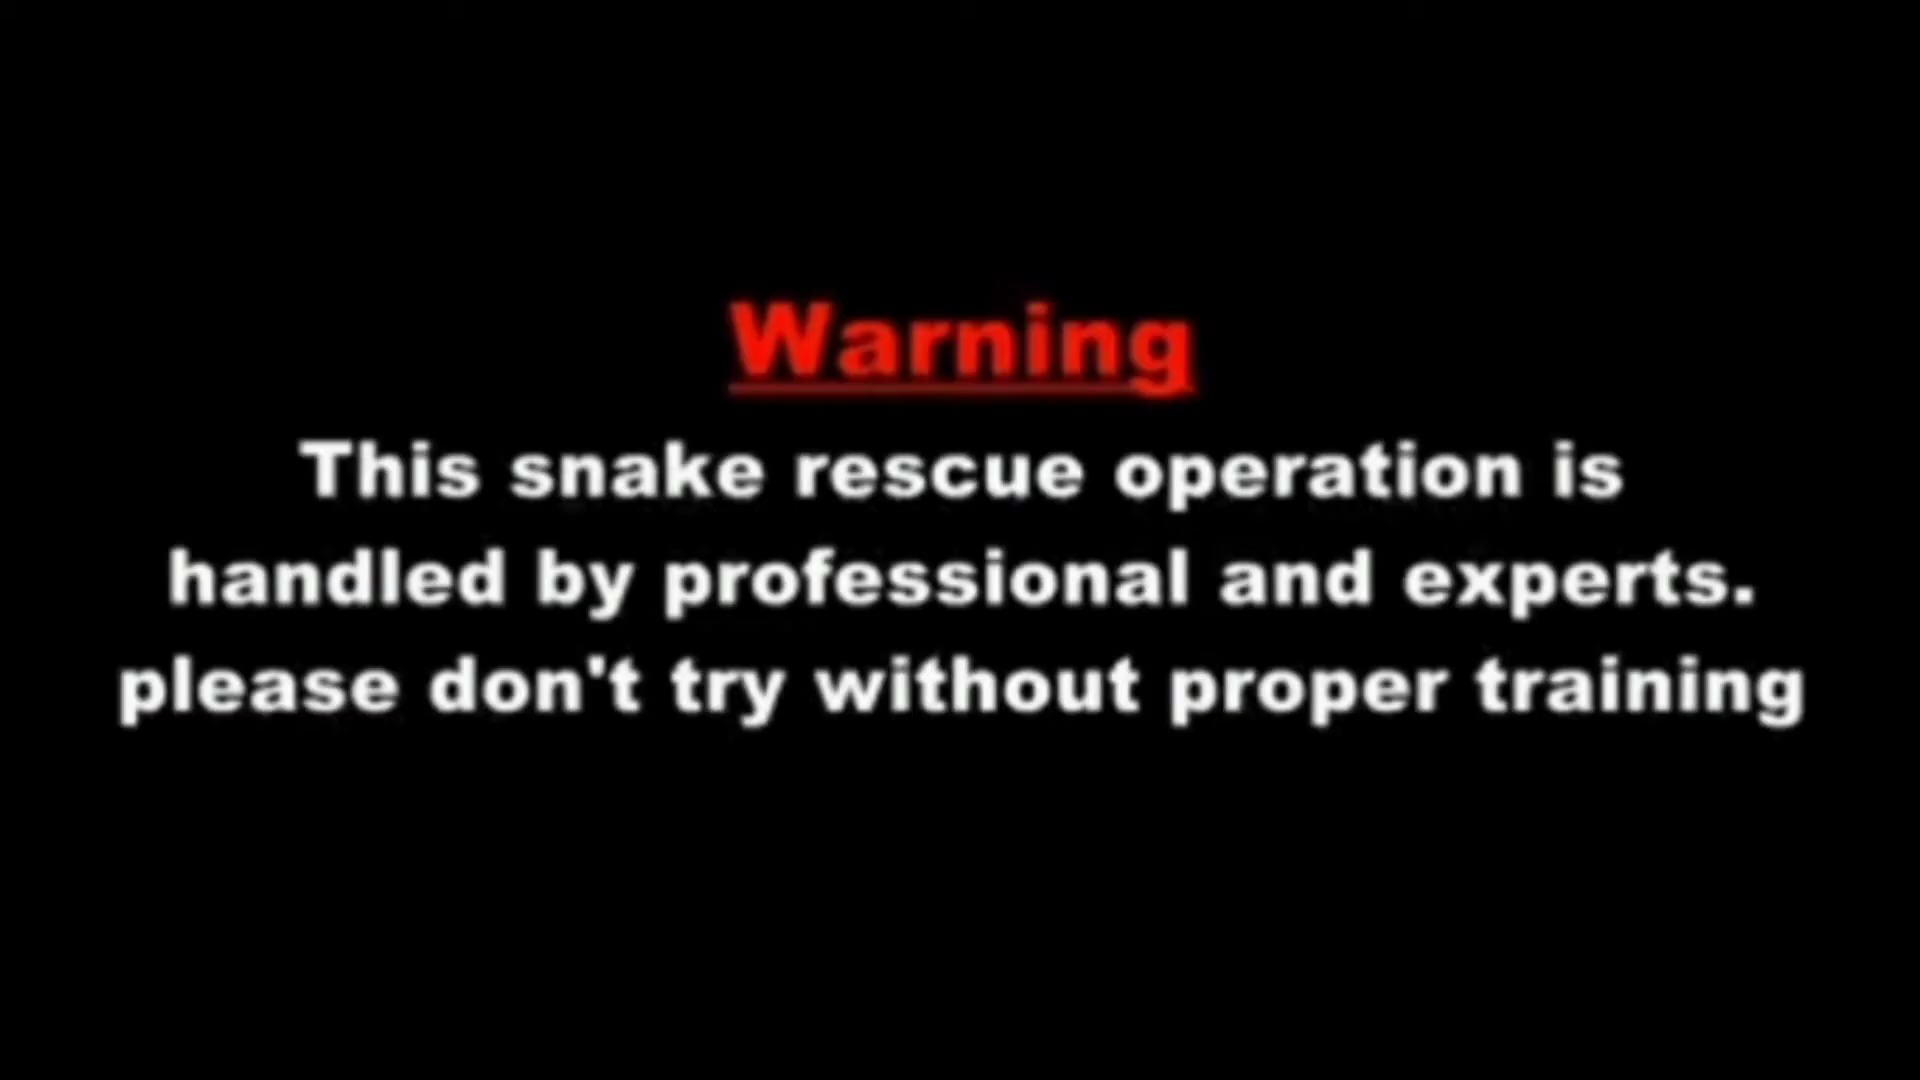 Warning
This snake rescue operation is
handled by professional and experts.
please don't try without proper training